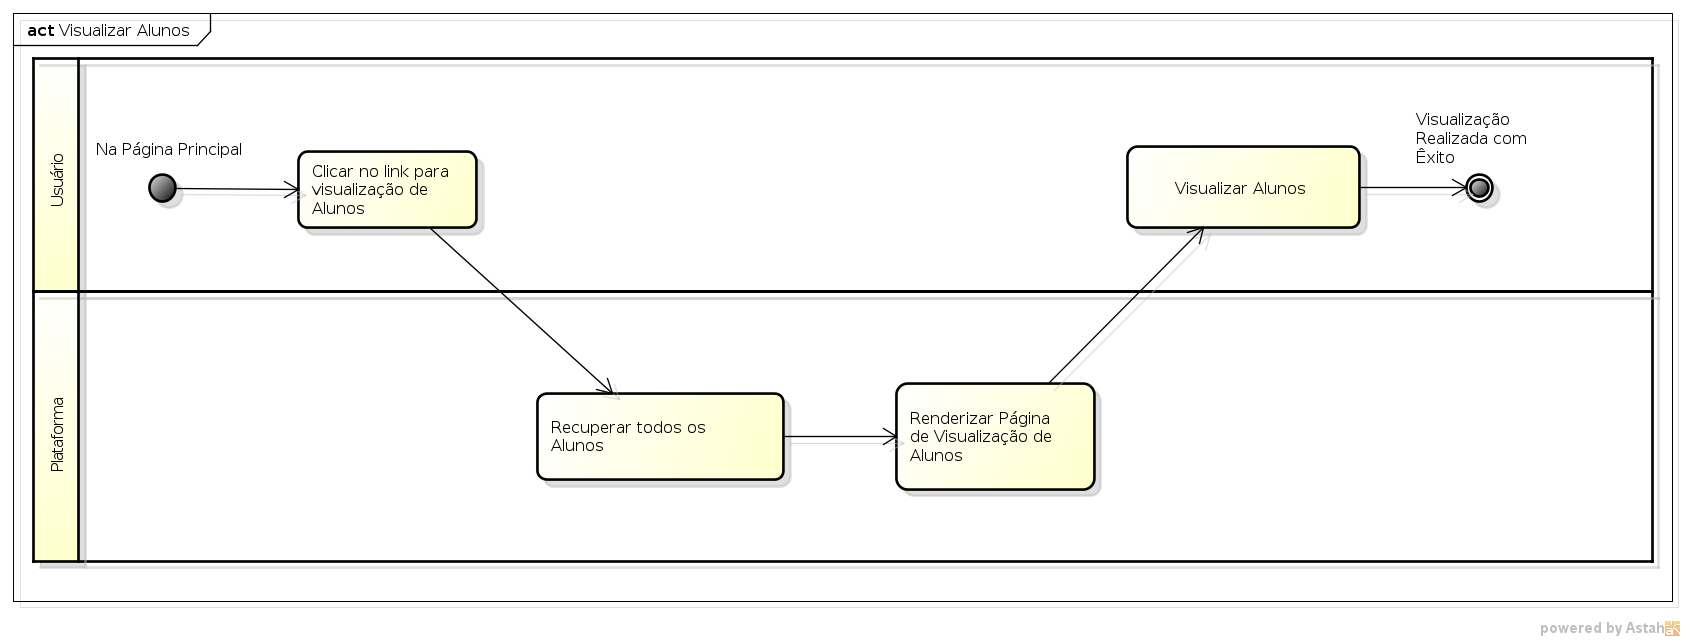 act Visualizar Alunos
Usuário
Na Página Principal
Clicar no link para
visualização de
Alunos
Visualizar Alunos
Visualização
Realizada com
Êxito
Plataforma
Recuperar todos os
Alunos
Renderizar Página
de Visualização de
Alunos
powered by Astah